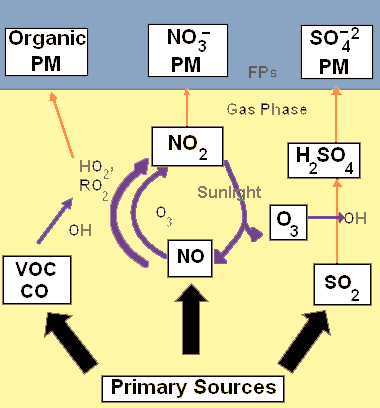 Organic
PM
NO₃⁻
PM
SO₄⁻²
PM
FPs
Gas Phase
NO₂
H₂SO₄
HO₂,
RO₂
Sunlight
O₃
OH
O₃
OH
NO
VOC
CO
SO₂
Primary Sources